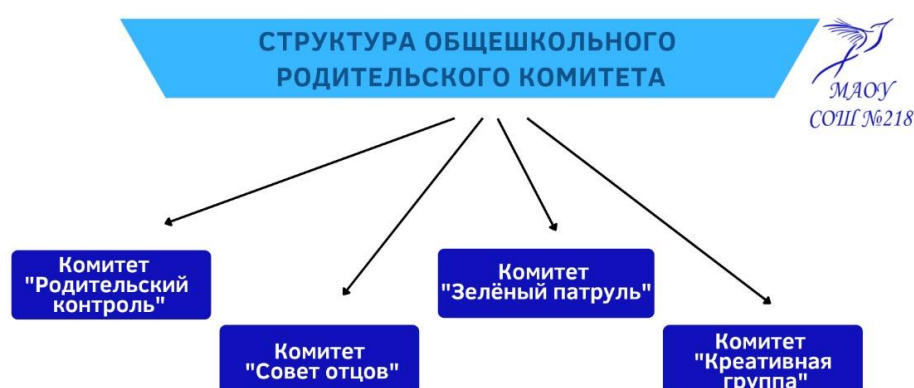 СТРУКТУРА ОБЩЕШКОЛЬНОГО
РОДИТЕЛЬСКОГО КОМИТЕТА
МАОУ
СОШ №218
Комитет
"Родительский
контроль"
Комитет
"Совет отцов"
Комитет
"Зелёный патруль"
Комитет
"Креативная
группа"